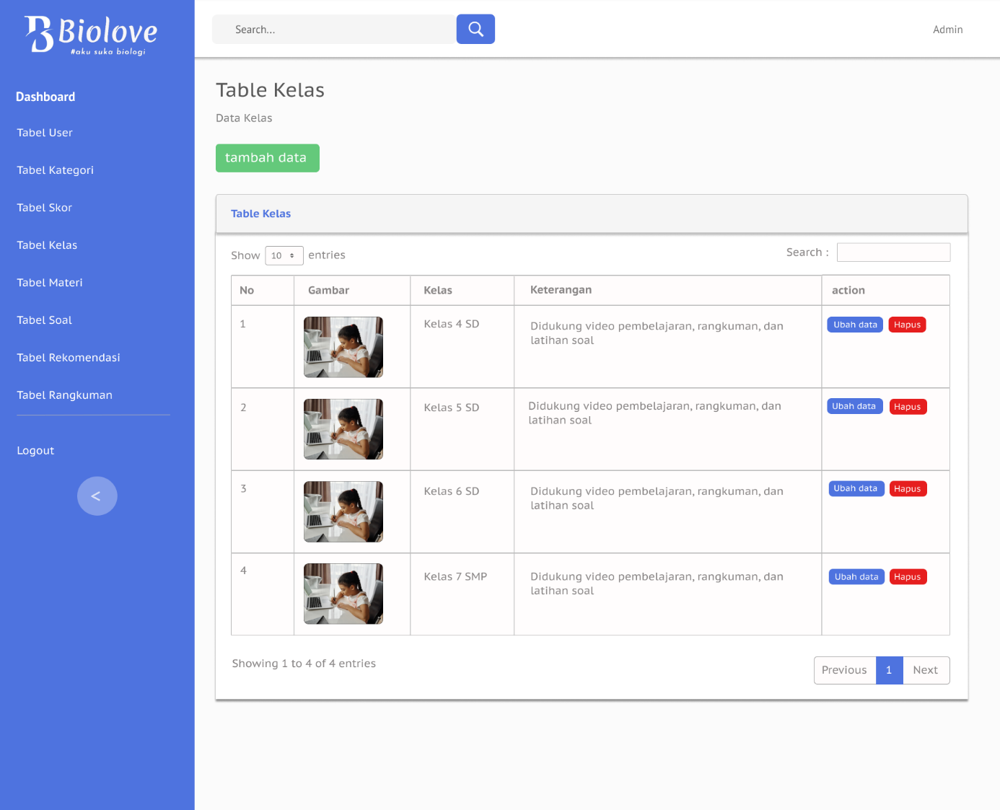 Biolove
#aku suka biologi
Search...
Admin
Dashboard
Tabel User
Tabel Kategori
Tabel Skor
Tabel Kelas
Tabel Materi
Tabel Soal
Tabel Rekomendasi
Tabel Rangkuman
Logout
<
Table Kelas
Data Kelas
tambah data
Table Kelas
Show 10 entries
Search :
No Gambar Kelas Keterangan action
1 Kelas 4 SD Didukung video pembelajaran, rangkuman, dan Ubah data Hapus
latihan soal
2 Kelas 5 SD Didukung video pembelajaran, rangkuman, dan Ubah data Hapus
latihan soal
3 Kelas 6 SD Didukung video pembelajaran, rangkuman, dan Ubah data Hapus
latihan soal
4 Kelas 7 SMP Didukung video pembelajaran, rangkuman, dan Ubah data Hapus
latihan soal
Showing 1 to 4 of 4 entries
Previous 1 Next